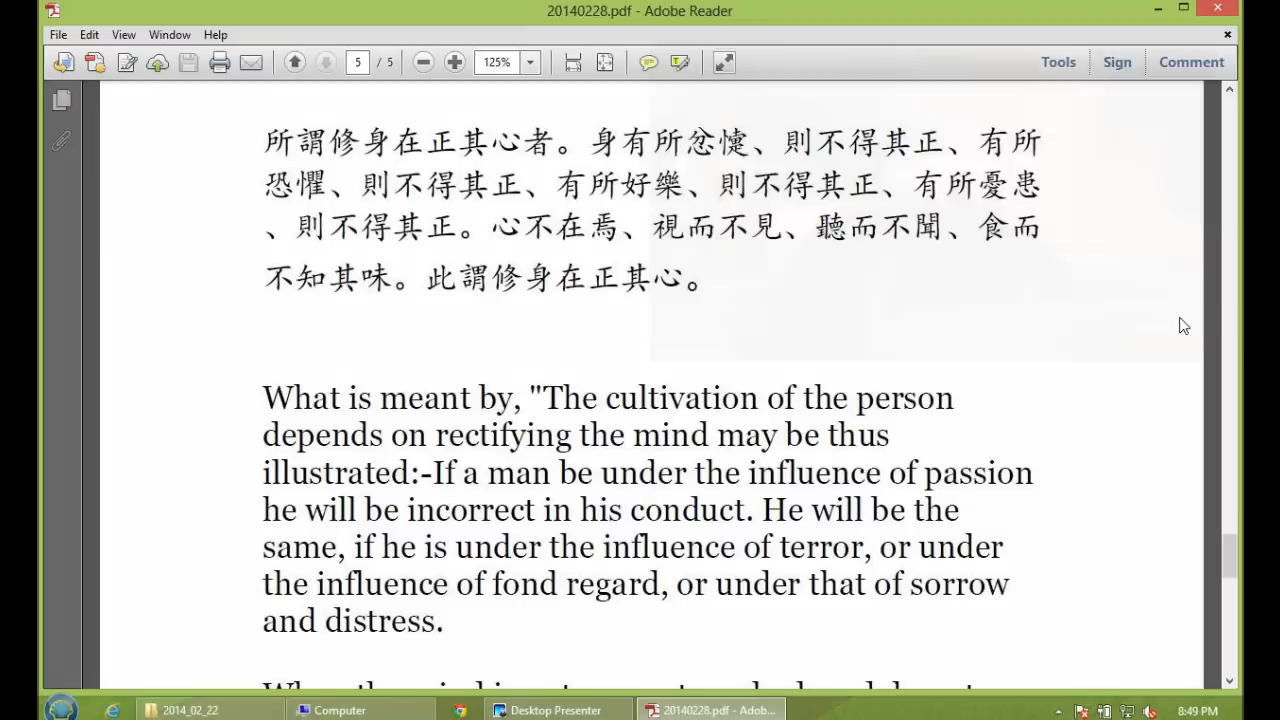 20140228.pdf - Adobe Reader
File Edit View Window Help
5 / 5 125% Tools Sign Comment
所謂修身在正其心者。身有所忿懥、則不得其正、有所
恐懼、則不得其正、有所好樂、則不得其正、有所憂患
、則不得其正。心不在焉、視而不見、聽而不聞、食而
不知其味。此謂修身在正其心。
What is meant by, "The cultivation of the person
depends on rectifying the mind may be thus
illustrated:-If a man be under the influence of passion
he will be incorrect in his conduct. He will be the
same, if he is under the influence of terror, or under
the influence of fond regard, or under that of sorrow
and distress.
2014_02_22 Computer Desktop Presenter 20140228.pdf - Adob... 8:49 PM